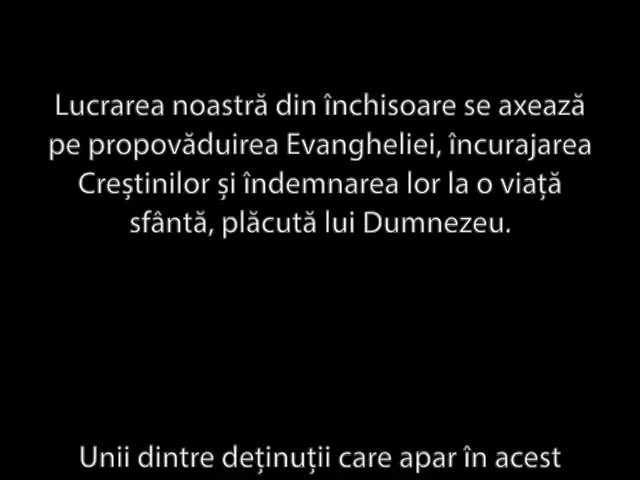 Lucrarea noastră din închisoare se axează
pe propovăduirea Evangheliei, încurajarea
Creștinilor și îndemnarea lor la o viață
sfântă, plăcută lui Dumnezeu.
Unii dintre deținuții care apar în acest